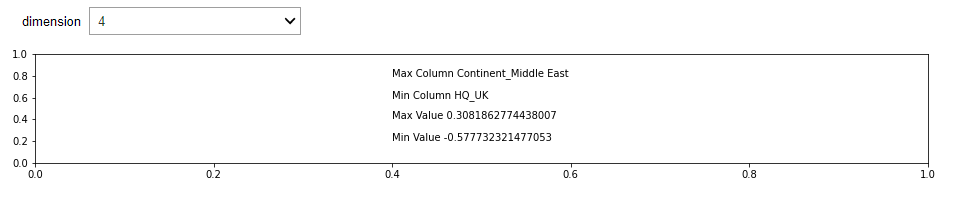 dimension 4
1.0
0.8
0.6
0.4
0.2
0.0
Max Column Continent_Middle East
Min Column HQ_UK
Max Value 0.3081862774438007
Min Value -0.577732321477053
0.0 0.2 0.4 0.6 0.8 1.0